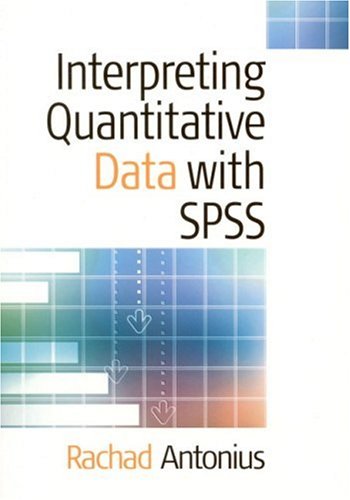 Interpreting
Quantitative
Data with
SPSS
Rachad Antonius